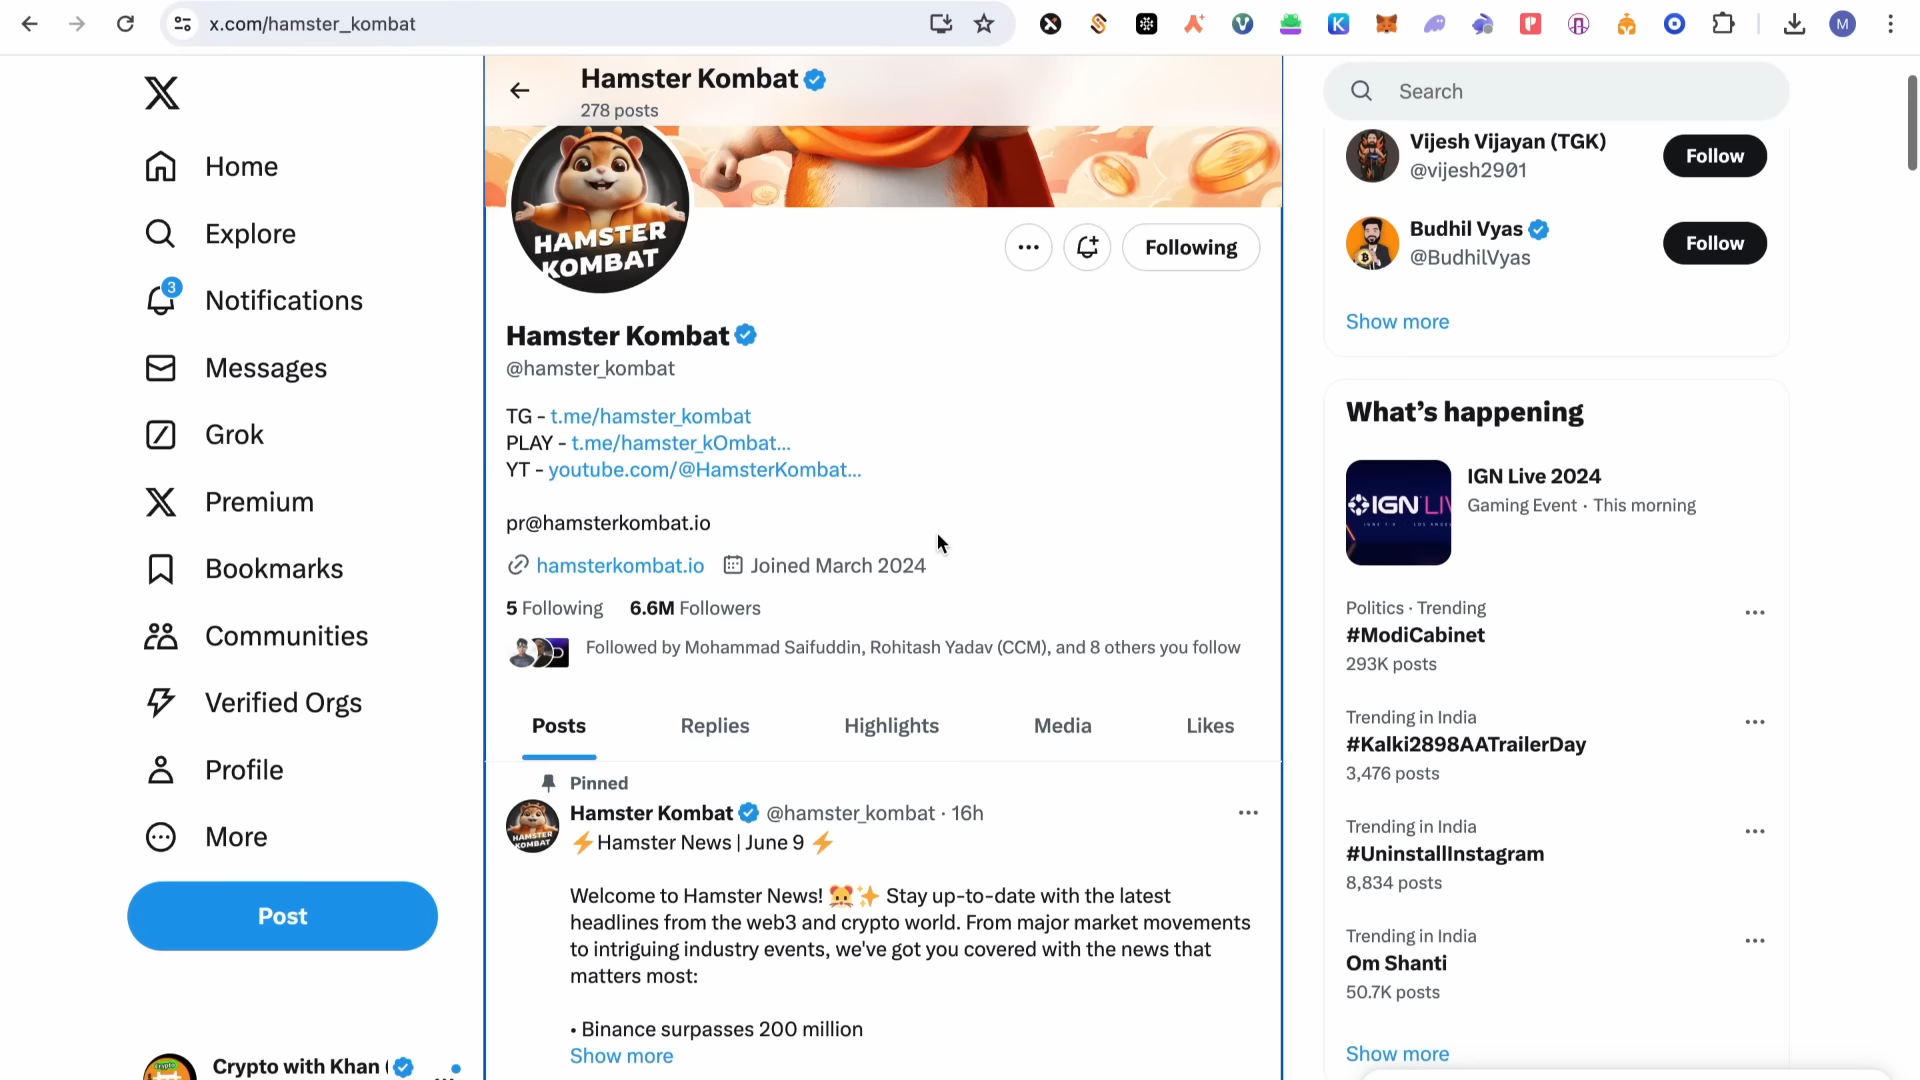 x.com/hamster_kombat
M
Hamster Kombat
278 posts
HAMSTER
KOMBAT
Following
Hamster Kombat
@hamster_kombat
TG - t.me/hamster_kombat
PLAY - t.me/hamster_kOmbat...
YT - youtube.com/@HamsterKombat...
pr@hamsterkombat.io
hamsterkombat.io Joined March 2024
5 Following 6.6M Followers
Followed by Mohammad Saifuddin, Rohitash Yadav (CCM), and 8 others you follow
Posts Replies Highlights Media Likes
Pinned
Hamster Kombat @hamster_kombat · 16h
HAMSTER
KOMBAT
⚡Hamster News | June 9 ⚡
Welcome to Hamster News! 🐹✨ Stay up-to-date with the latest
headlines from the web3 and crypto world. From major market movements
to intriguing industry events, we've got you covered with the news that
matters most:
• Binance surpasses 200 million
Show more
Home
Explore
3
Notifications
Messages
Grok
Premium
Bookmarks
Communities
Verified Orgs
Profile
More
Post
Crypto with Khan (
Search
Vijesh Vijayan (TGK)
@vijesh2901
Follow
Budhil Vyas
@BudhilVyas
Follow
Show more
What's happening
IGN LIV
IGN Live 2024
Gaming Event · This morning
Politics · Trending
#ModiCabinet
293K posts
Trending in India
#Kalki2898AATrailerDay
3,476 posts
Trending in India
#UninstallInstagram
8,834 posts
Trending in India
Om Shanti
50.7K posts
Show more